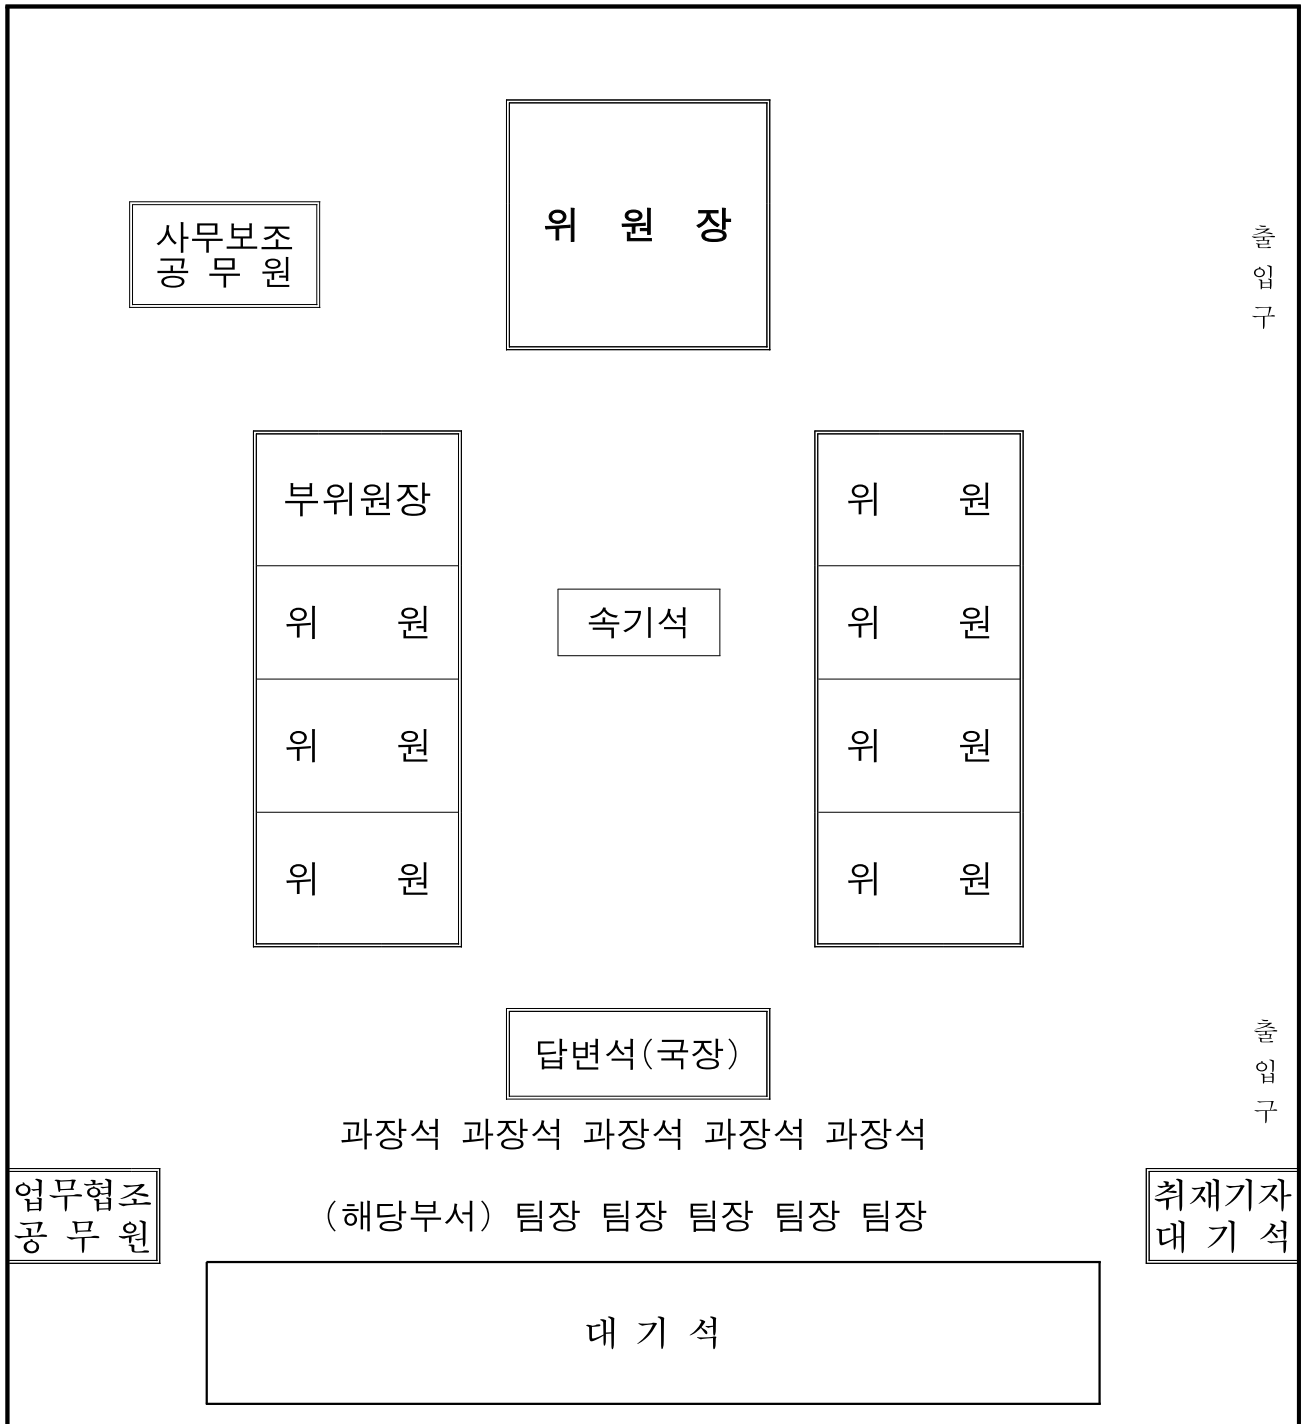 위 원 장
사무보조
공 무 원
출
입
구
부위원장
위 원
위 원
위 원
속기석
위 원
위 원
위 원
위 원
답변석(국장)
출
입
구
과장석 과장석 과장석 과장석 과장석
업무협조
공 무 원
(해당부서) 팀장 팀장 팀장 팀장 팀장
취재기자
대 기 석
대 기 석